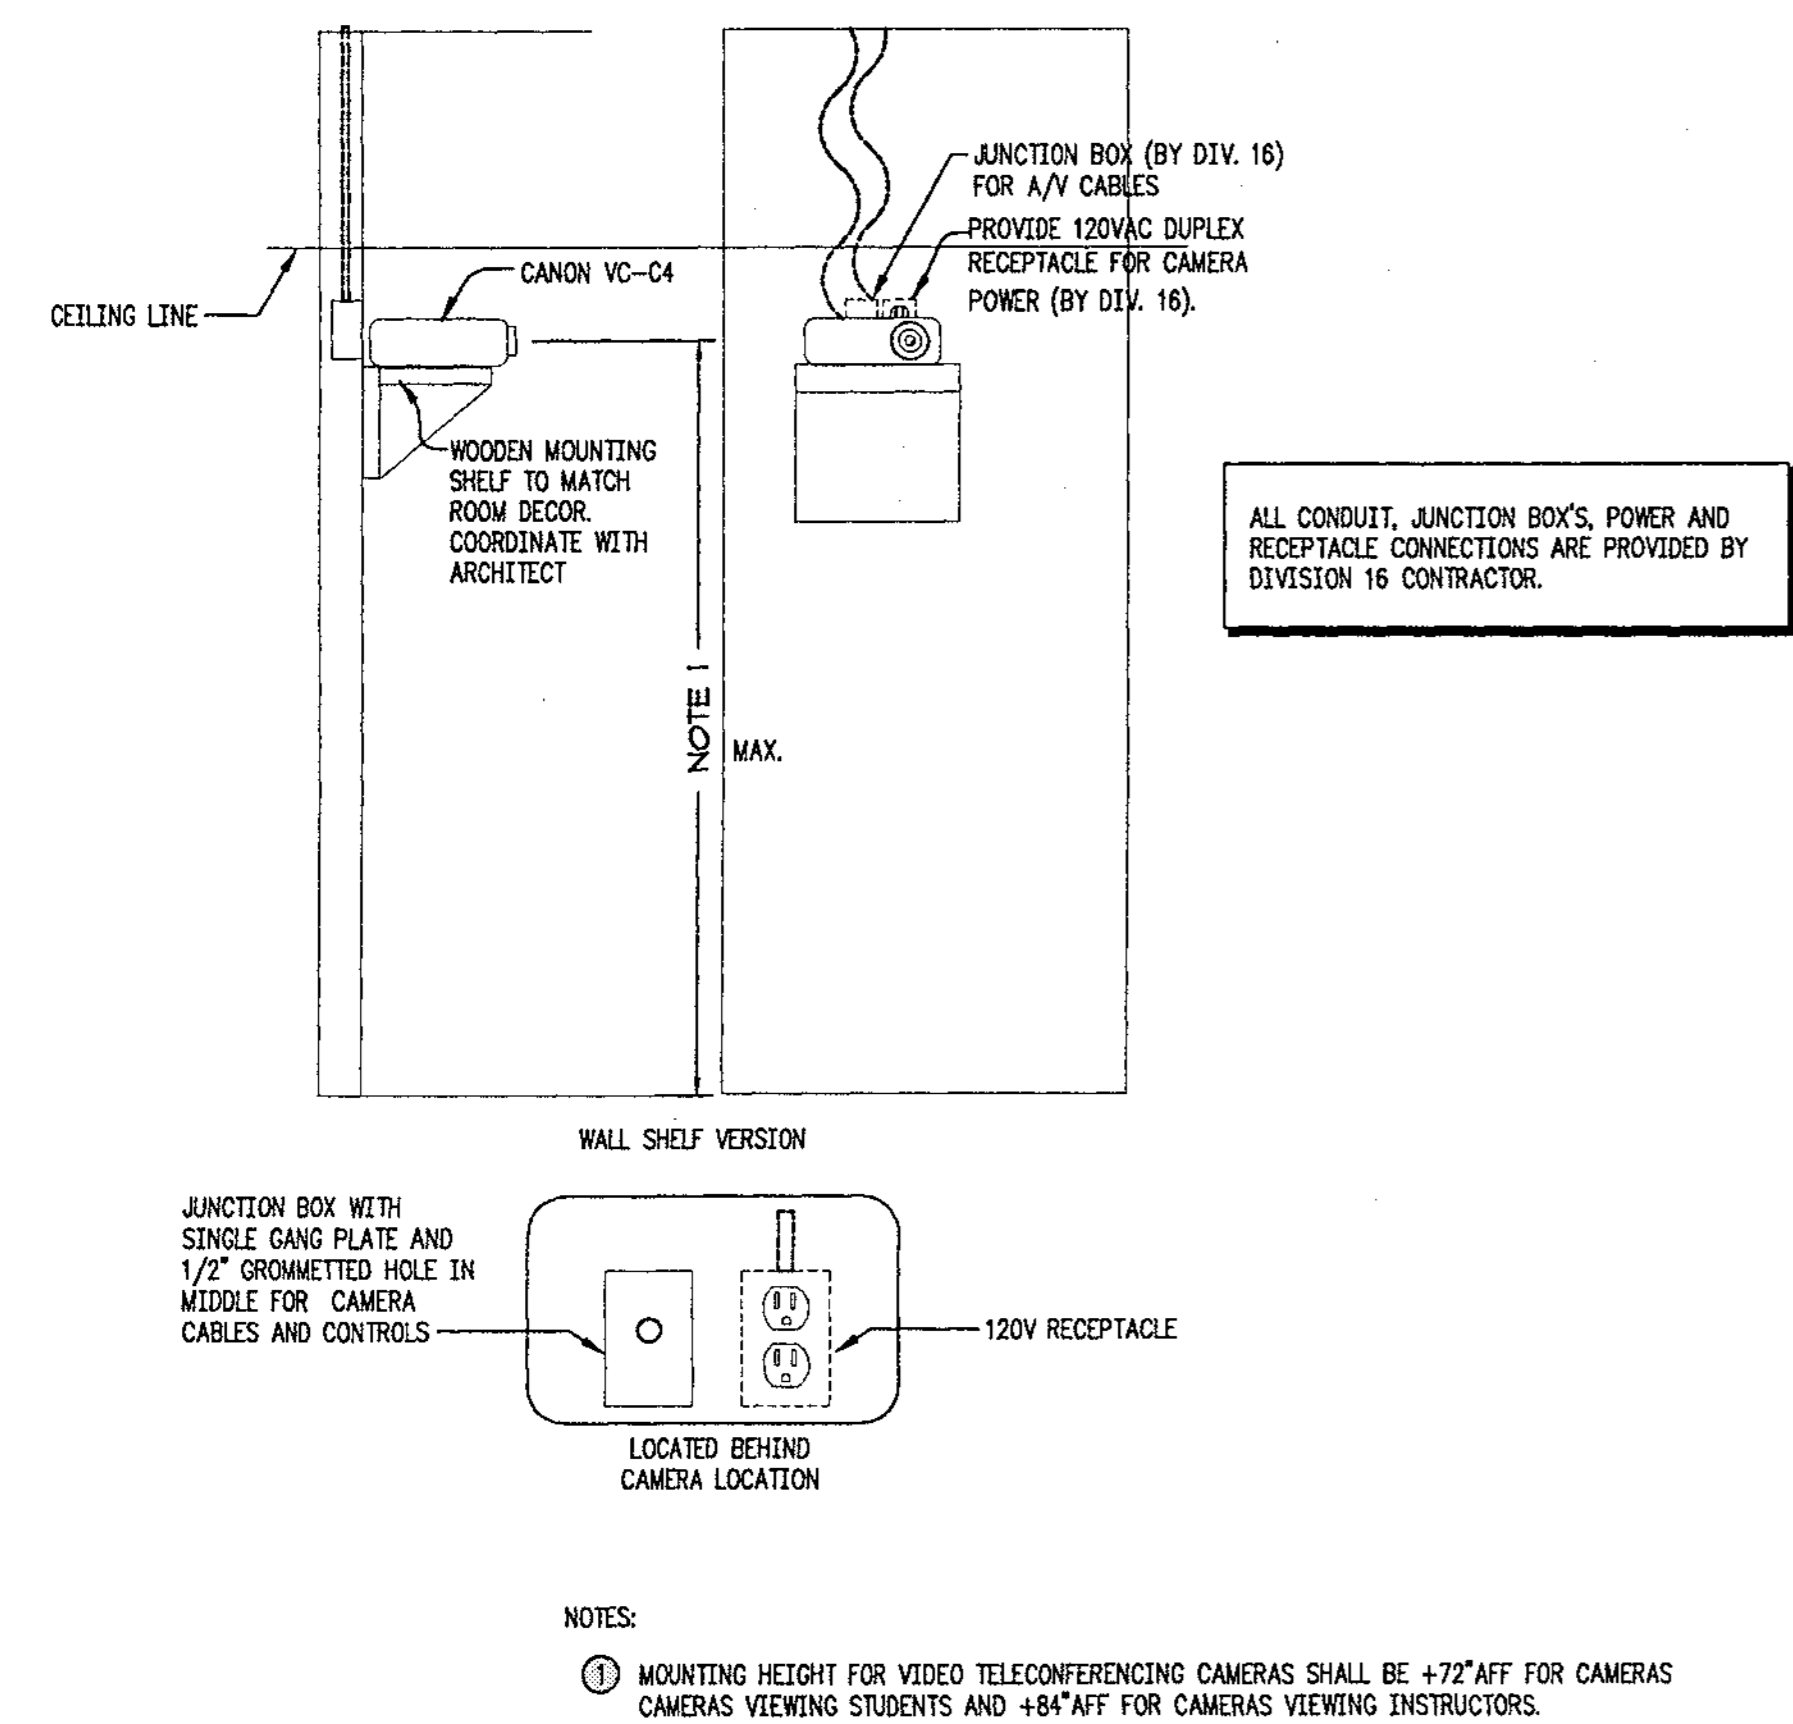 JUNCTION BOX (BY DIV. 16)
FOR A/V CABLES
PROVIDE 120VAC DUPLEX
RECEPTACLE FOR CAMERA
POWER (BY DIV. 16).
CANON VC-C4
CEILING LINE
WOODEN MOUNTING
SHELF TO MATCH
ROOM DECOR.
COORDINATE WITH
ARCHITECT
ALL CONDUIT, JUNCTION BOX'S, POWER AND
RECEPTACLE CONNECTIONS ARE PROVIDED BY
DIVISION 16 CONTRACTOR.
NOTE 1
MAX.
WALL SHELF VERSION
JUNCTION BOX WITH
SINGLE GANG PLATE AND
1/2" GROMMETTED HOLE IN
MIDDLE FOR CAMERA
CABLES AND CONTROLS
120V RECEPTACLE
LOCATED BEHIND
CAMERA LOCATION
NOTES:
1 MOUNTING HEIGHT FOR VIDEO TELECONFERENCING CAMERAS SHALL BE +72"AFF FOR CAMERAS
CAMERAS VIEWING STUDENTS AND +84"AFF FOR CAMERAS VIEWING INSTRUCTORS.